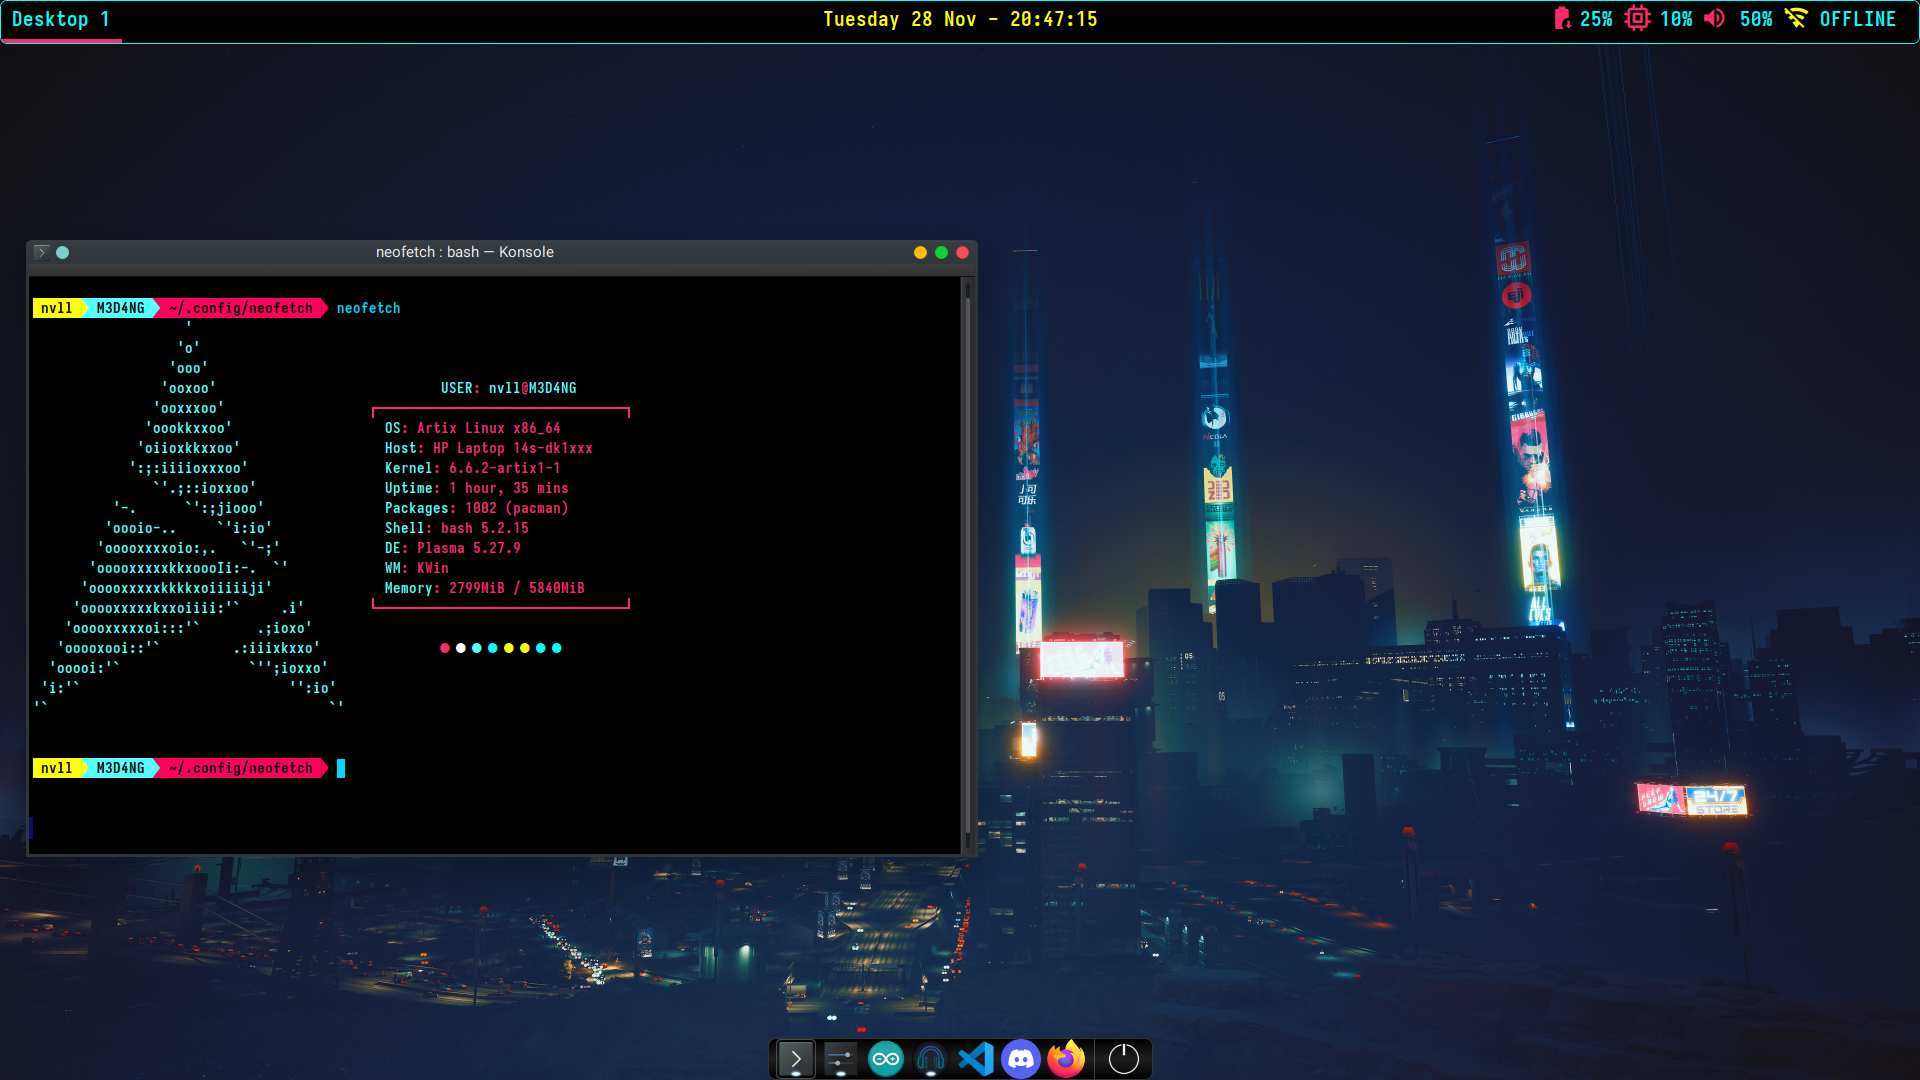 Desktop 1
Tuesday 28 Nov - 20:47:15
25% 10% 50% OFFLINE
neofetch : bash — Konsole
nvll M3D4NG ~/.config/neofetch neofetch
'
'o'
'ooo'
'ooxoo'
'ooxxxoo'
'oookkxxoo'
'oiioxkkxxoo'
':;:iiiioxxxoo'
`'.;::ioxxoo'
'-. `':;jiooo'
'oooio-.. `'i:io'
'ooooxxxxoio:,. `'-;'
'ooooxxxxxkkxoooIi:-. `'
'ooooxxxxxkkkkxoiiiiiji'
'ooooxxxxxkxxoiiii:'` .i'
'ooooxxxxxoi:::'` .;ioxo'
'ooooxooi::'` .:iiixkxxo'
'ooooi:'` `'';ioxxo'
'i:'` '':io'
'` `'
USER: nvll@M3D4NG
OS: Artix Linux x86_64
Host: HP Laptop 14s-dk1xxx
Kernel: 6.6.2-artix1-1
Uptime: 1 hour, 35 mins
Packages: 1002 (pacman)
Shell: bash 5.2.15
DE: Plasma 5.27.9
WM: KWin
Memory: 2799MiB / 5840MiB
nvll M3D4NG ~/.config/neofetch
NICOLA
24/7
STORE